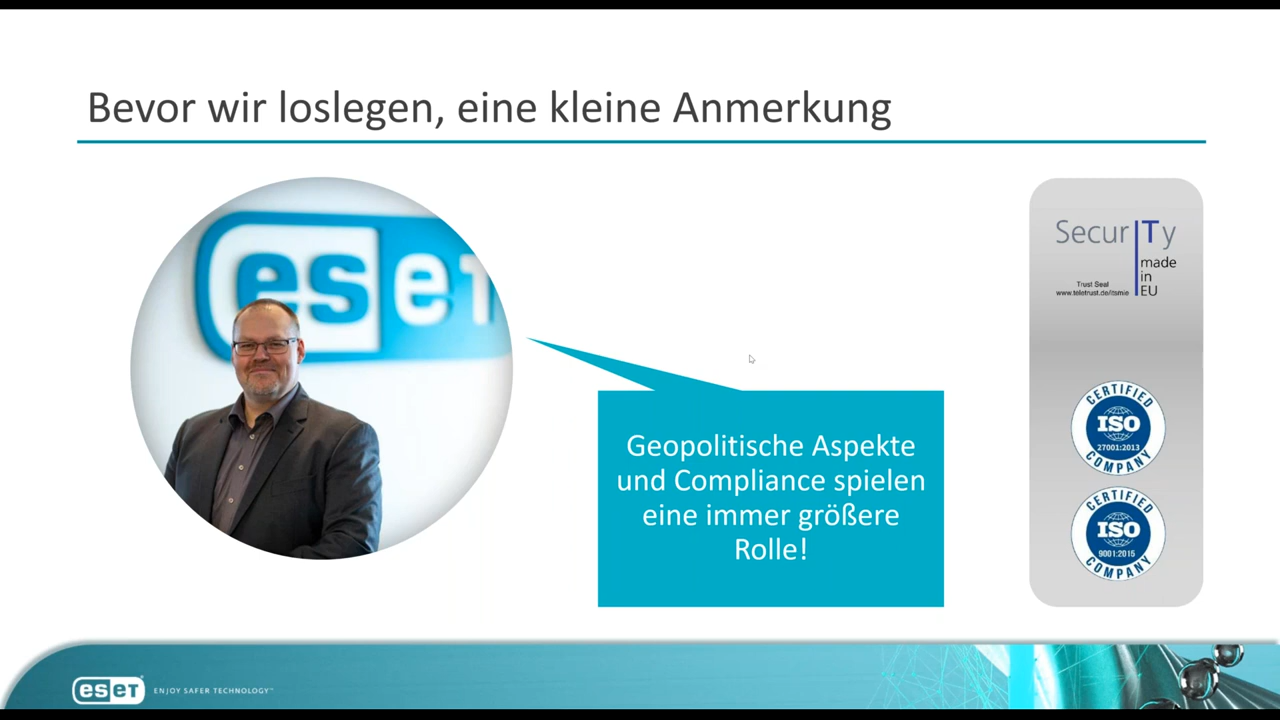 Bevor wir loslegen, eine kleine Anmerkung
eset
Geopolitische Aspekte
und Compliance spielen
eine immer größere
Rolle!
SecurITy
made
in
EU
Trust Seal
www.teletrust.de/itsmie
CERTIFIED
ISO
27001:2013
COMPANY
CERTIFIED
ISO
9001:2015
COMPANY
eset ENJOY SAFER TECHNOLOGY™